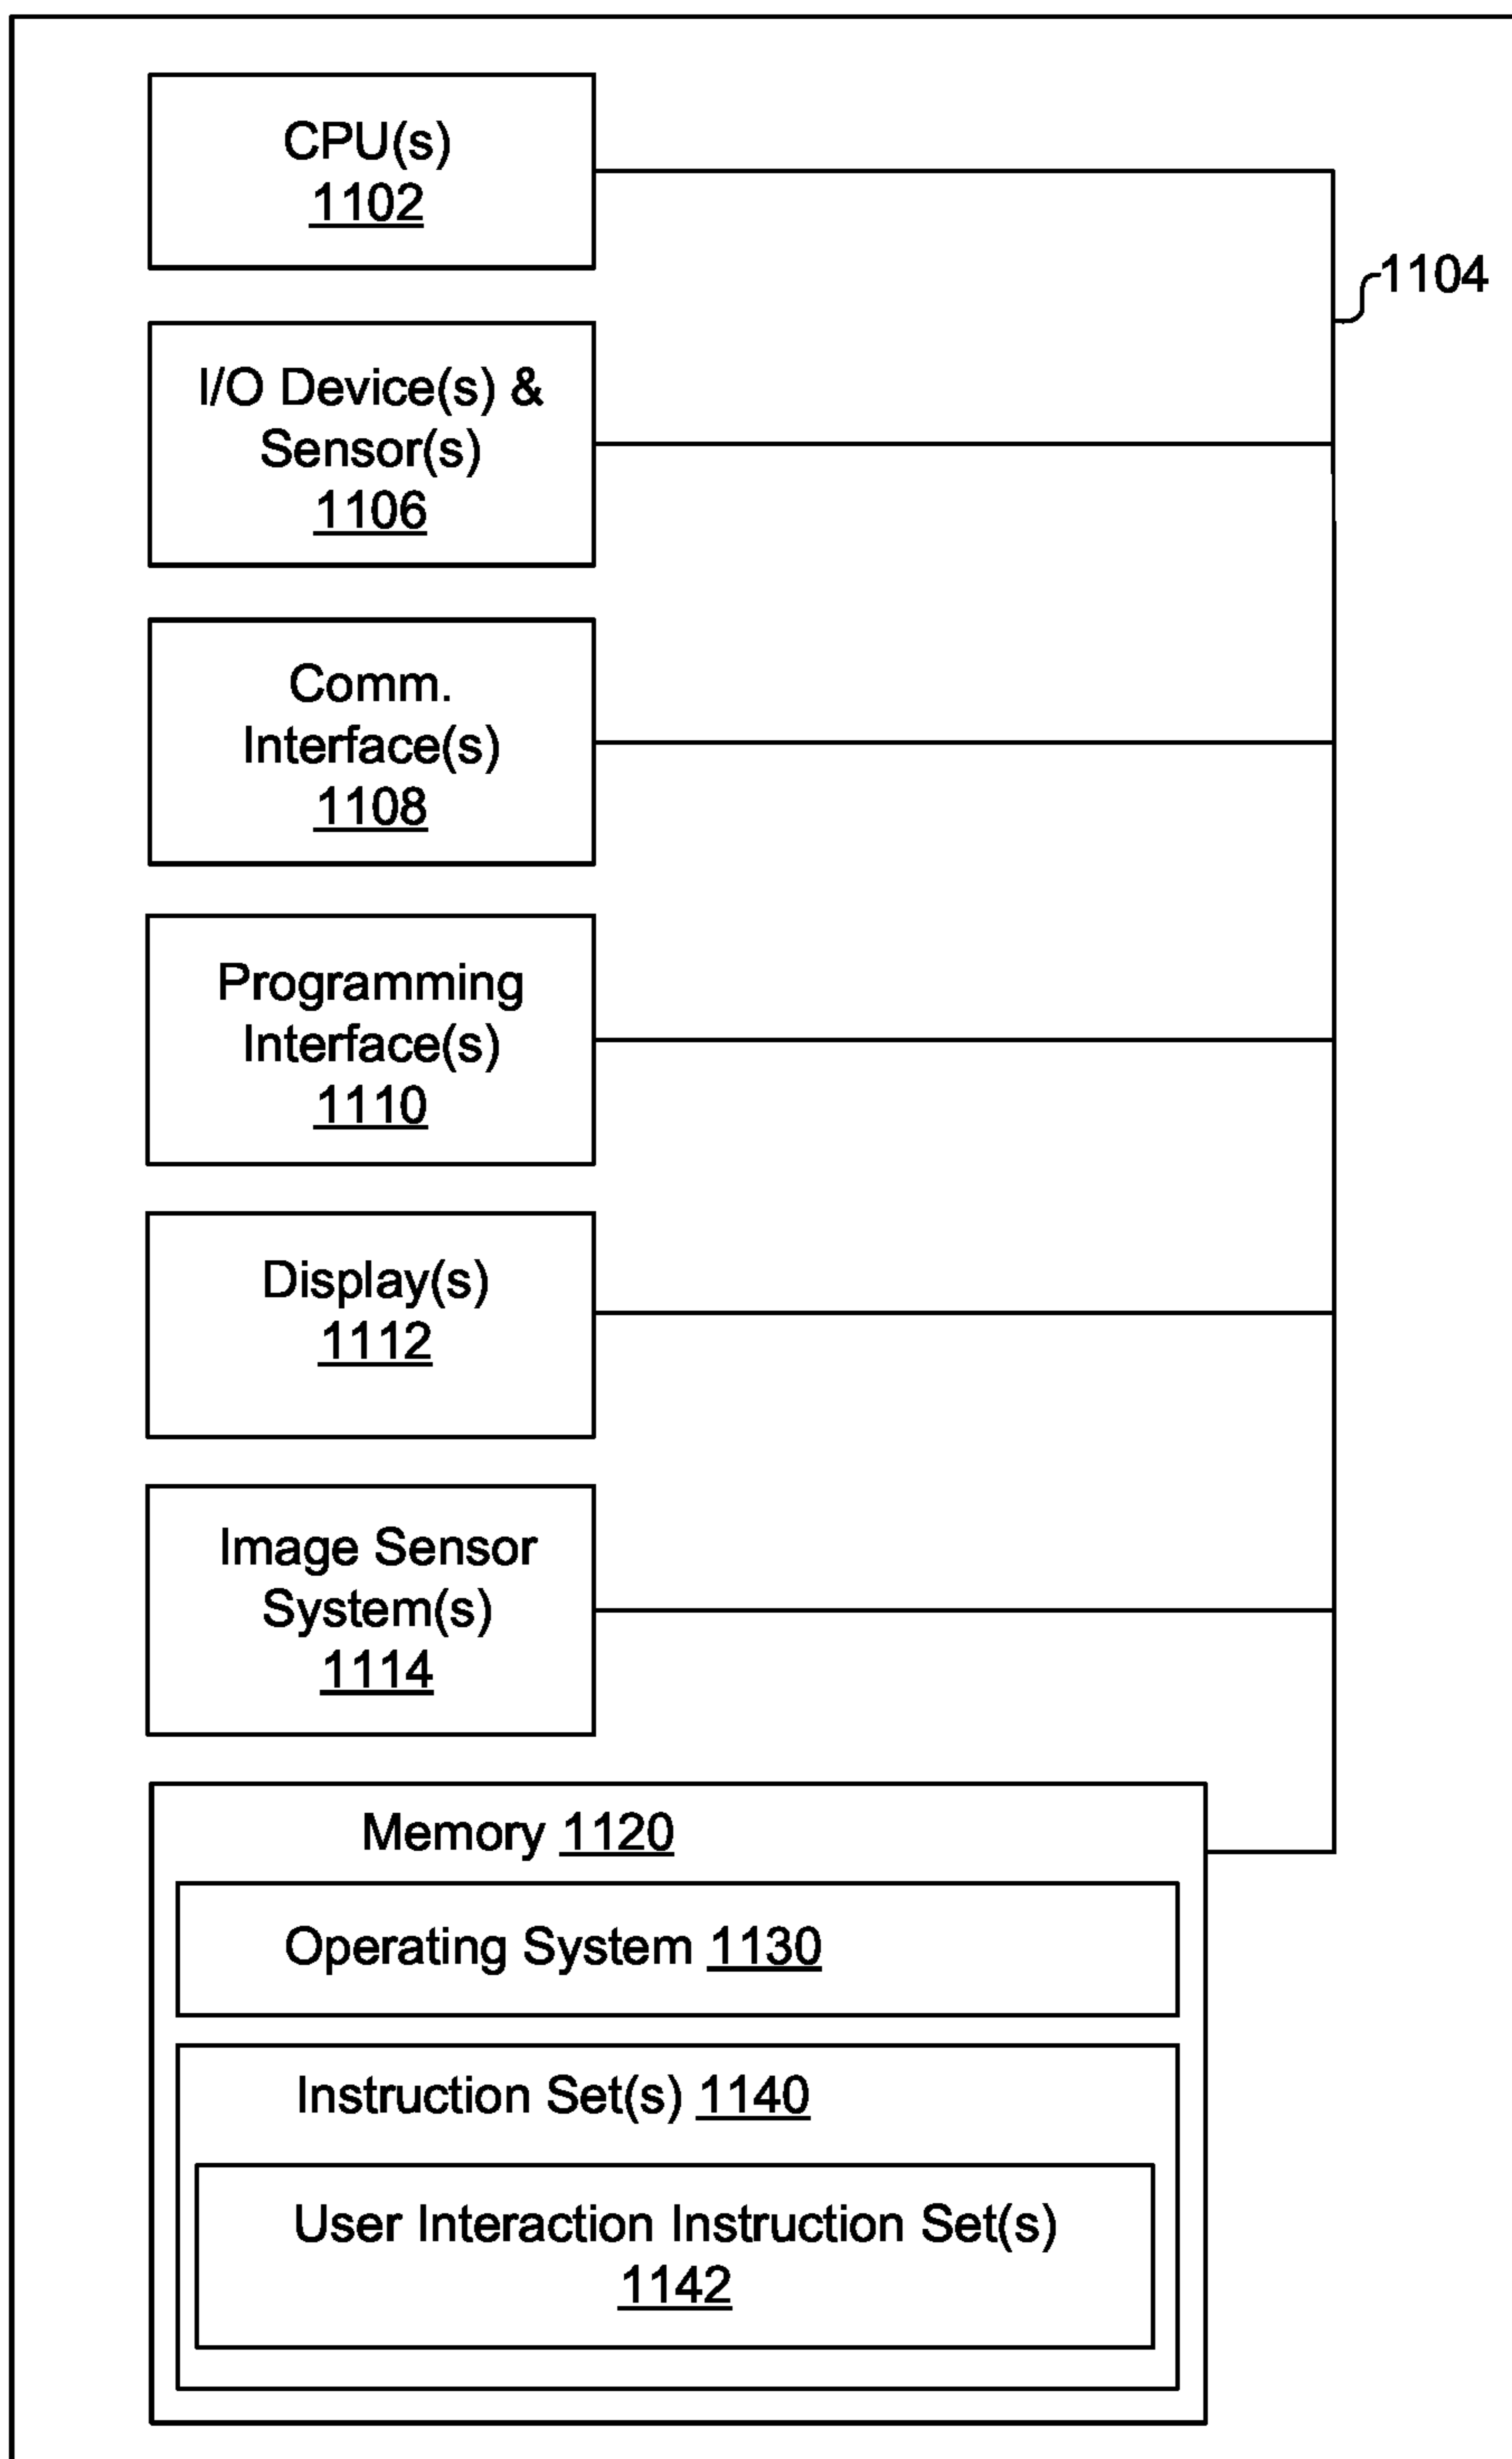 CPU(s)
1102
1104
I/O Device(s) &
Sensor(s)
1106
Comm.
Interface(s)
1108
Programming
Interface(s)
1110
Display(s)
1112
Image Sensor
System(s)
1114
Memory 1120
Operating System 1130
Instruction Set(s) 1140
User Interaction Instruction Set(s)
1142